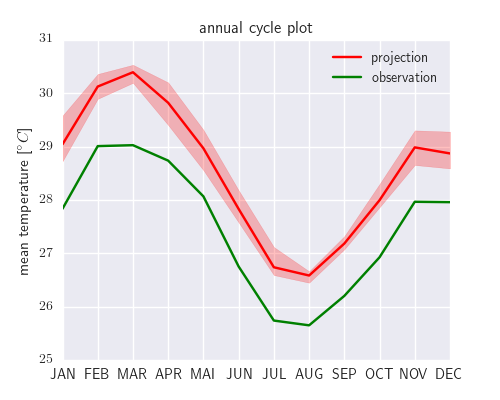 annual cycle plot
projection
observation
mean temperature [°C]
31
30
29
28
27
26
25
JAN FEB MAR APR MAI JUN JUL AUG SEP OCT NOV DEC